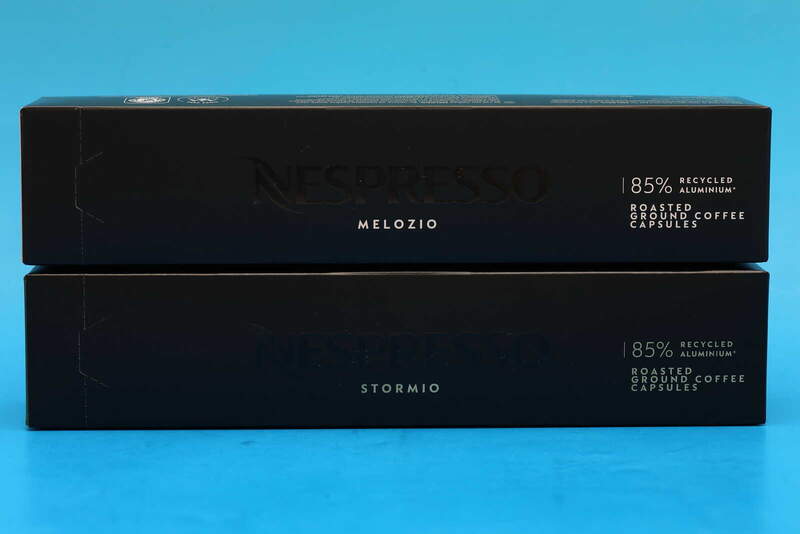 NESPRESSO
MELOZIO
85% RECYCLED
ALUMINIUM*
ROASTED
GROUND COFFEE
CAPSULES
NESPRESSO
STORMIO
85% RECYCLED
ALUMINIUM*
ROASTED
GROUND COFFEE
CAPSULES